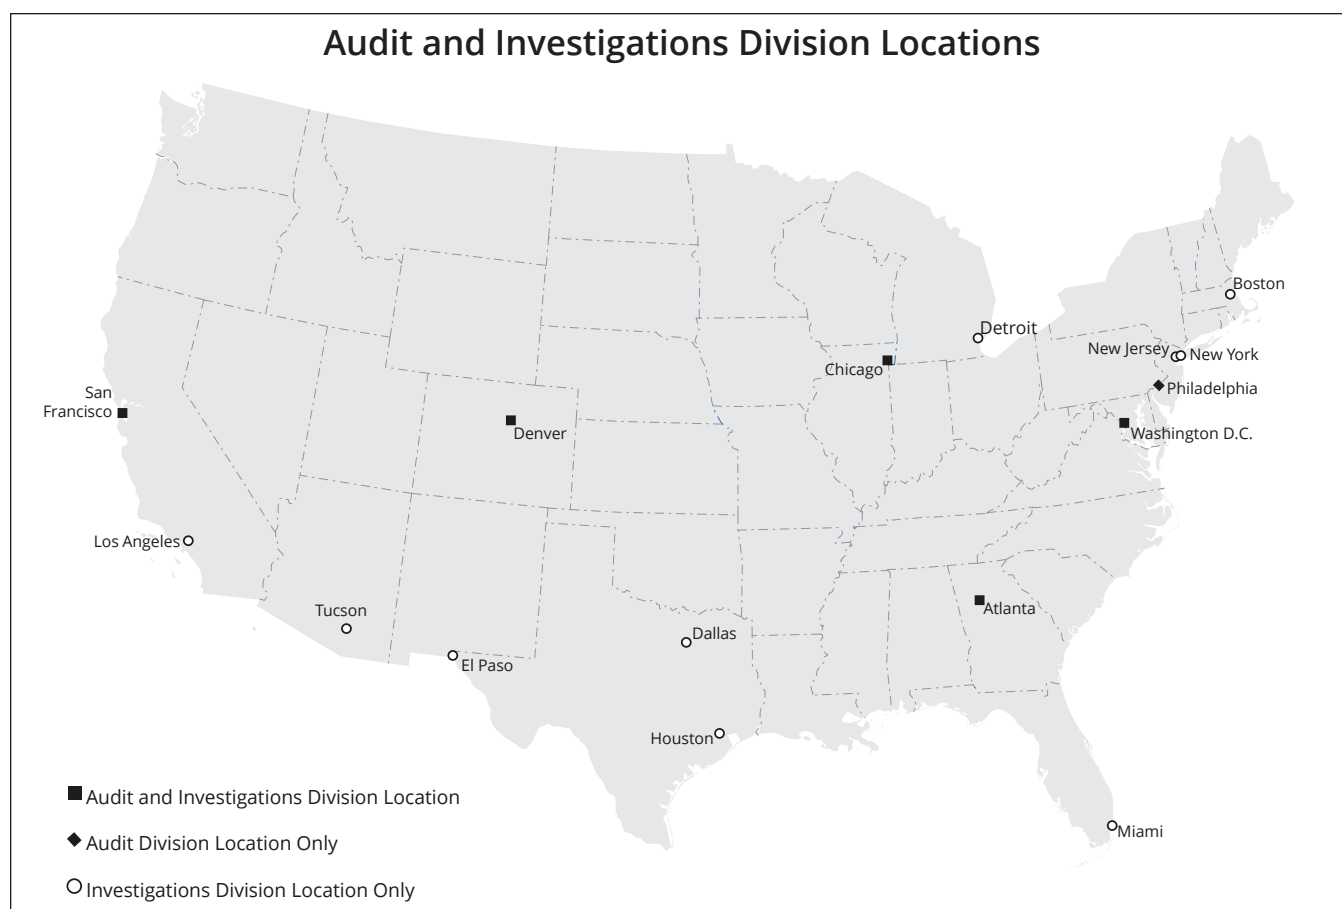 Audit and Investigations Division Locations
Boston
Detroit
New Jersey
New York
Chicago
Philadelphia
San
Francisco
Denver
Washington D.C.
Los Angeles
Tucson
Atlanta
Dallas
El Paso
Houston
Audit and Investigations Division Location
Miami
Audit Division Location Only
Investigations Division Location Only